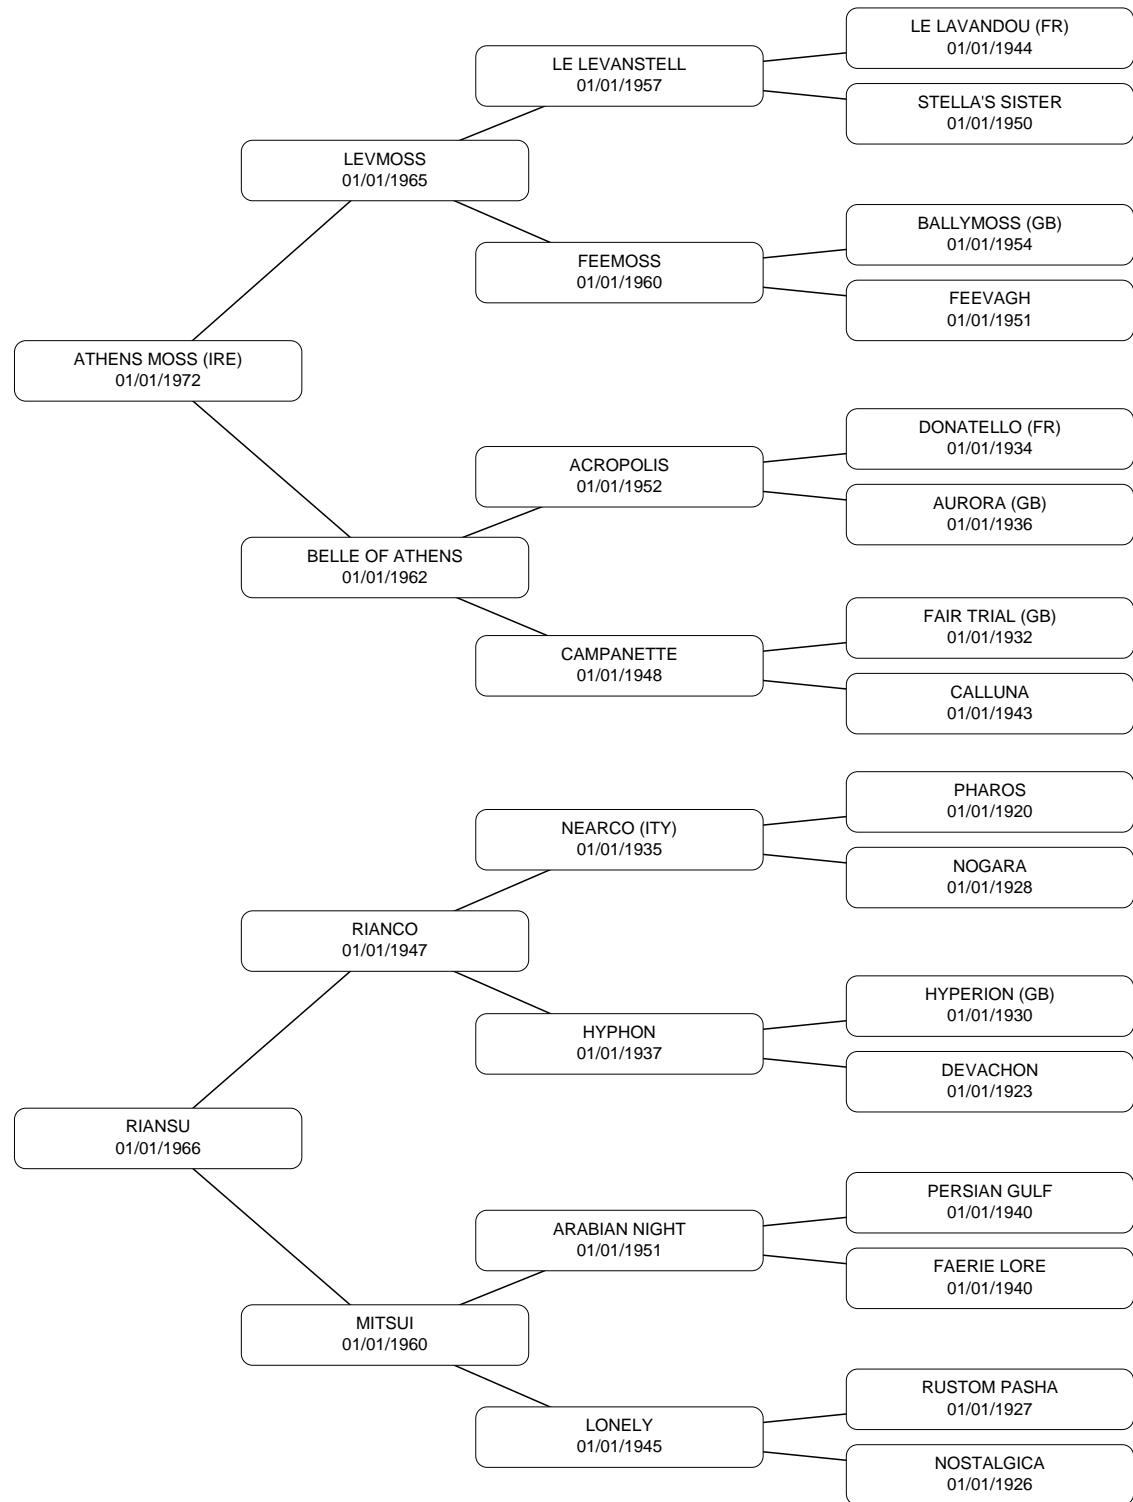 LE LAVANDOU (FR)
01/01/1944
LE LEVANSTELL
01/01/1957
STELLA'S SISTER
01/01/1950
LEVMOSS
01/01/1965
BALLYMOSS (GB)
01/01/1954
FEEMOSS
01/01/1960
FEEVAGH
01/01/1951
ATHENS MOSS (IRE)
01/01/1972
DONATELLO (FR)
01/01/1934
ACROPOLIS
01/01/1952
AURORA (GB)
01/01/1936
BELLE OF ATHENS
01/01/1962
FAIR TRIAL (GB)
01/01/1932
CAMPANETTE
01/01/1948
CALLUNA
01/01/1943
PHAROS
01/01/1920
NEARCO (ITY)
01/01/1935
NOGARA
01/01/1928
RIANCO
01/01/1947
HYPERION (GB)
01/01/1930
HYPHON
01/01/1937
DEVACHON
01/01/1923
RIANSU
01/01/1966
PERSIAN GULF
01/01/1940
ARABIAN NIGHT
01/01/1951
FAERIE LORE
01/01/1940
MITSUI
01/01/1960
RUSTOM PASHA
01/01/1927
LONELY
01/01/1945
NOSTALGICA
01/01/1926